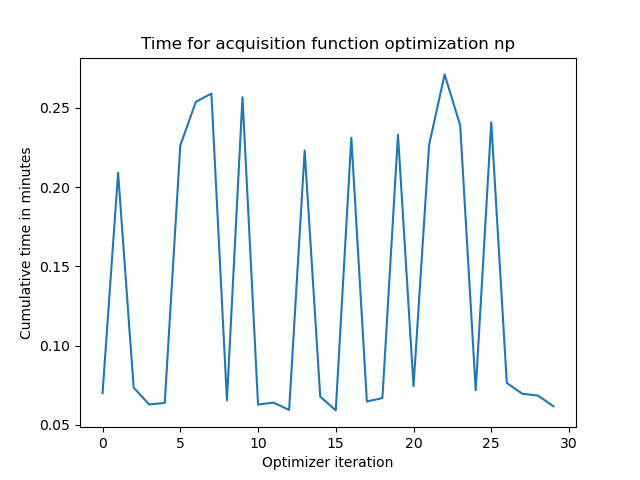 Time for acquisition function optimization np
0.25
0.20
0.15
0.10
0.05
Cumulative time in minutes
0 5 10 15 20 25 30
Optimizer iteration